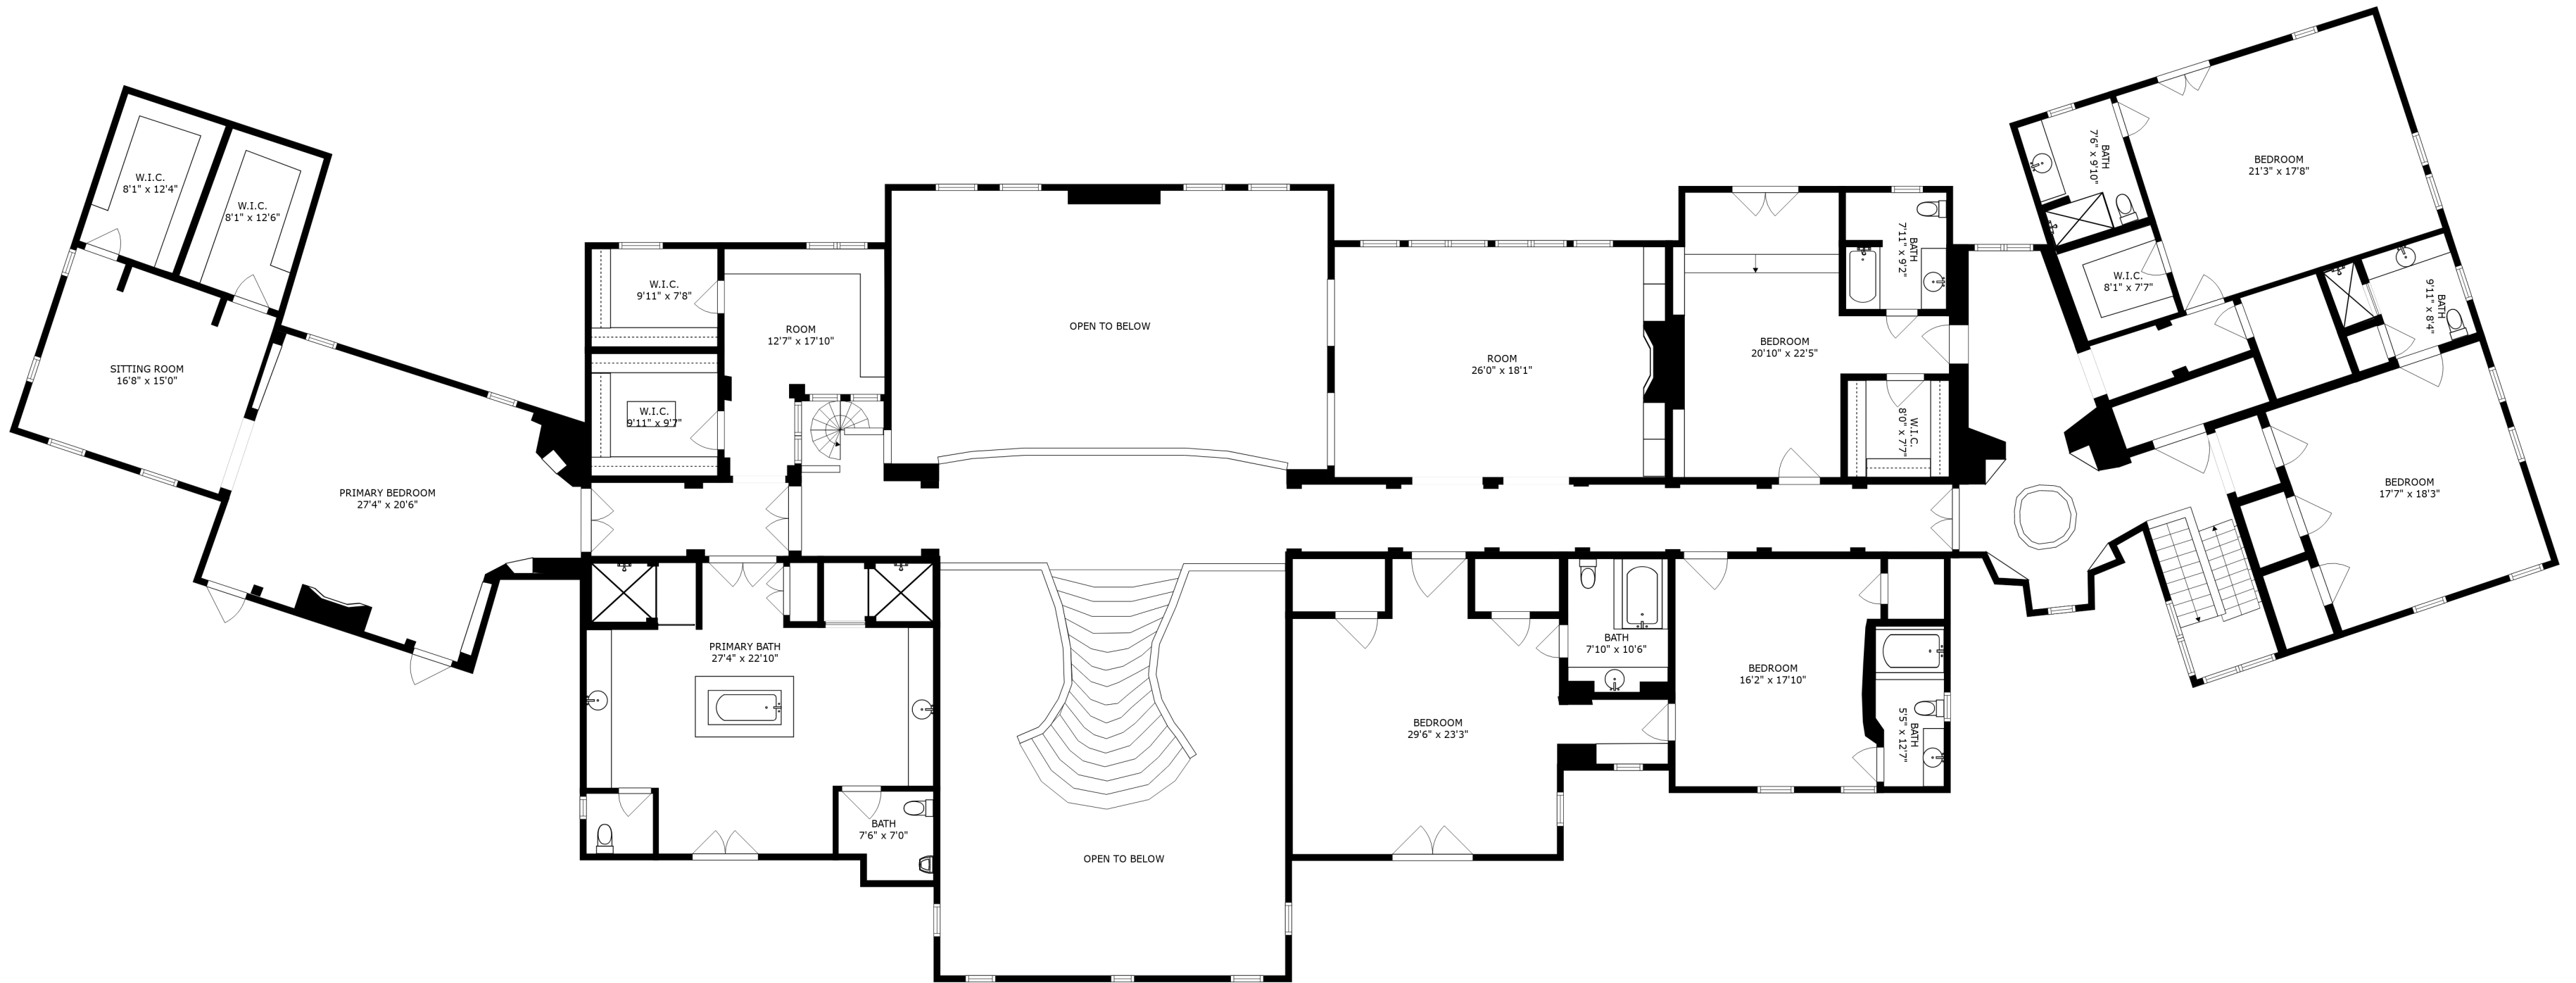 W.I.C.
8'1" x 12'4"
W.I.C.
8'1" x 12'6"
SITTING ROOM
16'8" x 15'0"
PRIMARY BEDROOM
27'4" x 20'6"
W.I.C.
9'11" x 7'8"
W.I.C.
9'11" x 9'7"
ROOM
12'7" x 17'10"
OPEN TO BELOW
ROOM
26'0" x 18'1"
BEDROOM
20'10" x 22'5"
BATH
7'11" x 9'2"
W.I.C.
8'0" x 7'7"
BATH
7'6" x 9'10"
BEDROOM
21'3" x 17'8"
W.I.C.
8'1" x 7'7"
BATH
9'11" x 8'4"
BEDROOM
17'7" x 18'3"
PRIMARY BATH
27'4" x 22'10"
BATH
7'6" x 7'0"
OPEN TO BELOW
BEDROOM
29'6" x 23'3"
BATH
7'10" x 10'6"
BEDROOM
16'2" x 17'10"
BATH
5'5" x 12'7"